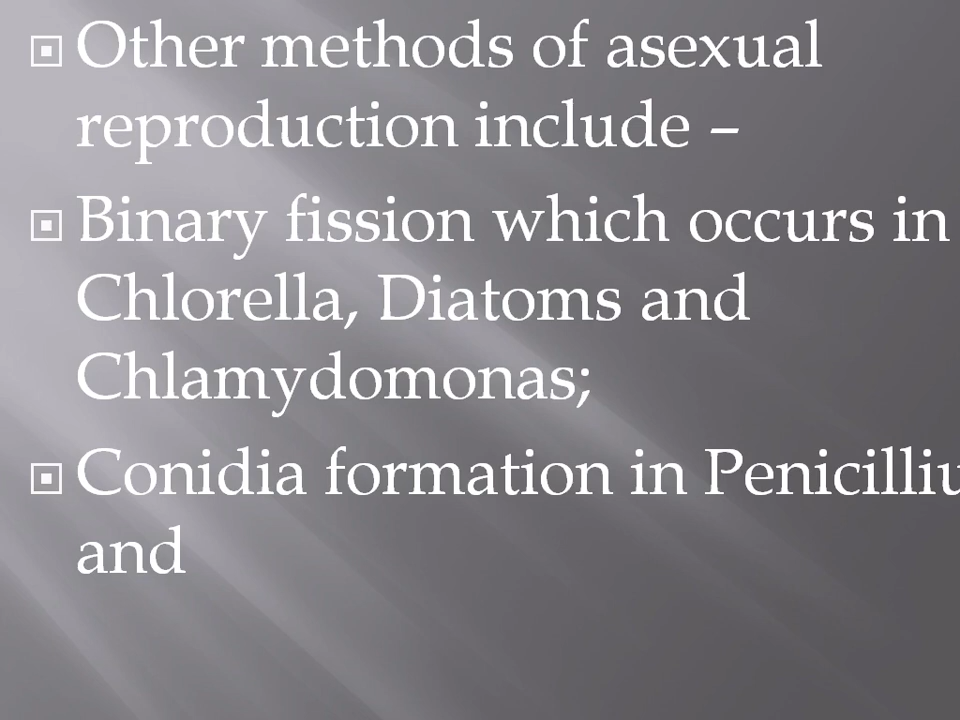 Other methods of asexual
reproduction include –
Binary fission which occurs in
Chlorella, Diatoms and
Chlamydomonas;
Conidia formation in Penicilliu
and